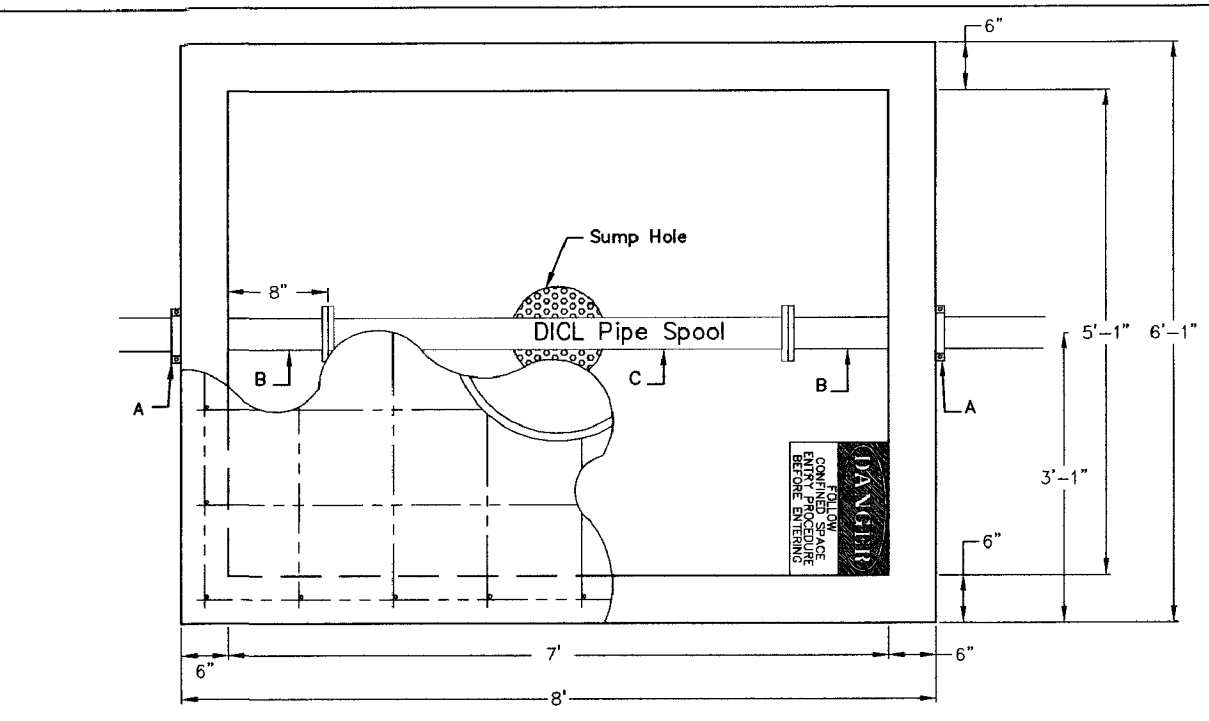 6"
Sump Hole
8"
DICL Pipe Spool
5'-1"
6'-1"
B
C
B
A
A
3'-1"
DANGER
FOLLOW
CONFINED SPACE
ENTRY PROCEDURE
BEFORE ENTERING
6"
6"
7'
6"
8'